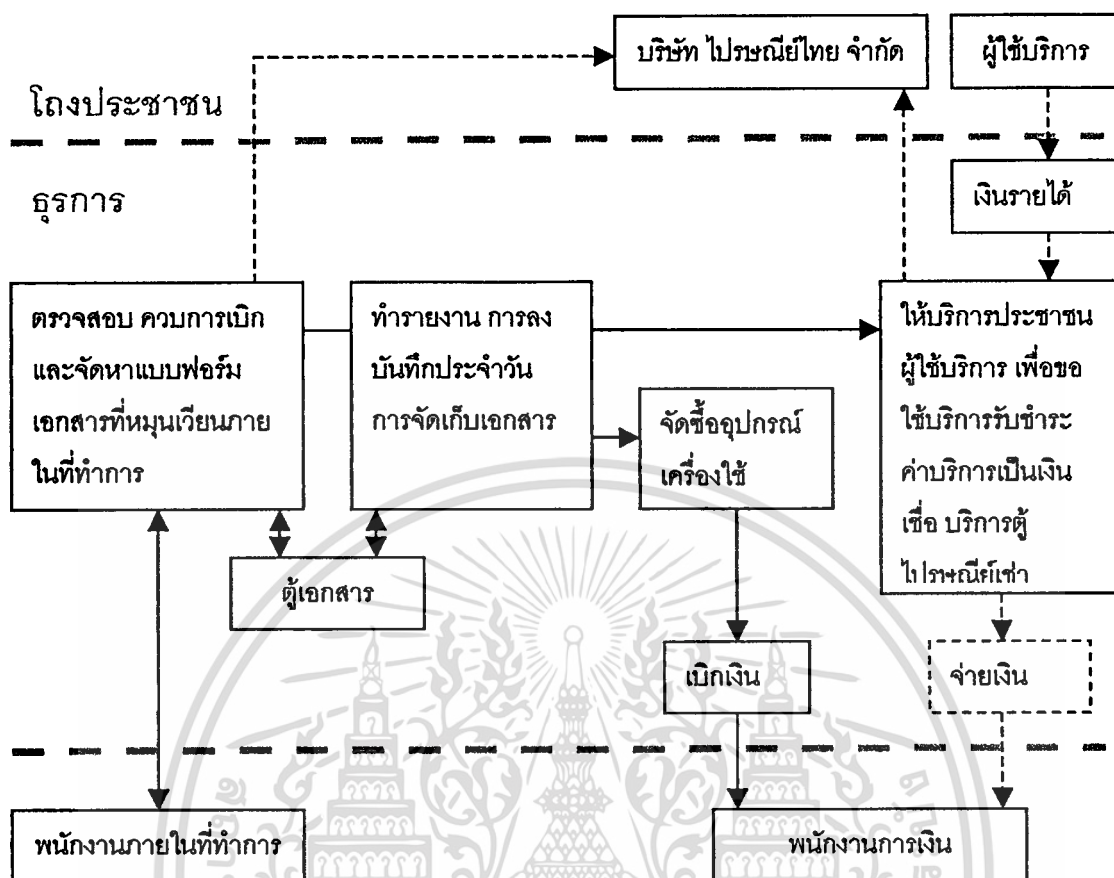 บริษัท ไปรษณีย์ไทย จำกัด
ผู้ใช้บริการ
โถงประชาชน
ธุรการ
เงินรายได้
ตรวจสอบ ควบการเบิก
และจัดหาแบบฟอร์ม
เอกสารที่หมุนเวียนภาย
ในที่ทำการ
ทำรายงาน การลง
บันทึกประจำวัน
การจัดเก็บเอกสาร
จัดซื้ออุปกรณ์
เครื่องใช้
ให้บริการประชาชน
ผู้ใช้บริการ เพื่อขอ
ใช้บริการรับชำระ
ค่าบริการเป็นเงิน
เชื่อ บริการตู้
ไปรษณีย์เช่า
ตู้เอกสาร
เบิกเงิน
จ่ายเงิน
พนักงานภายในที่ทำการ
พนักงานการเงิน